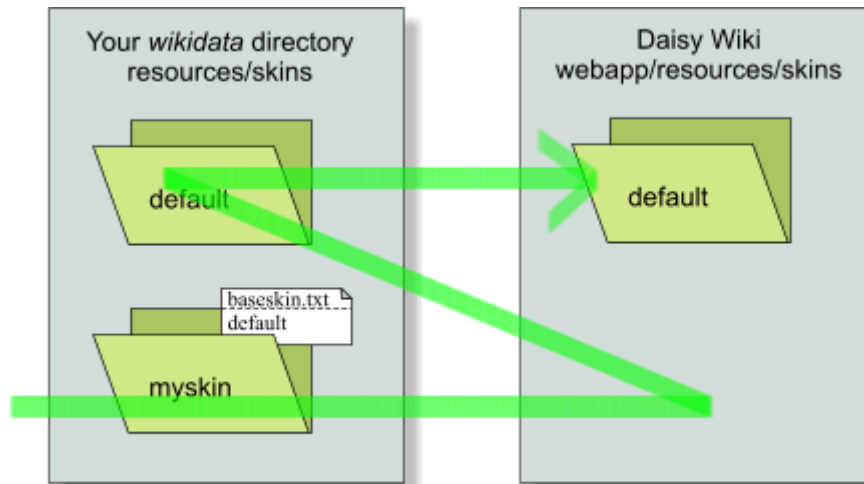 Your wikidata directory
resources/skins
default
baseskin.txt
default
myskin
Daisy Wiki
webapp/resources/skins
default